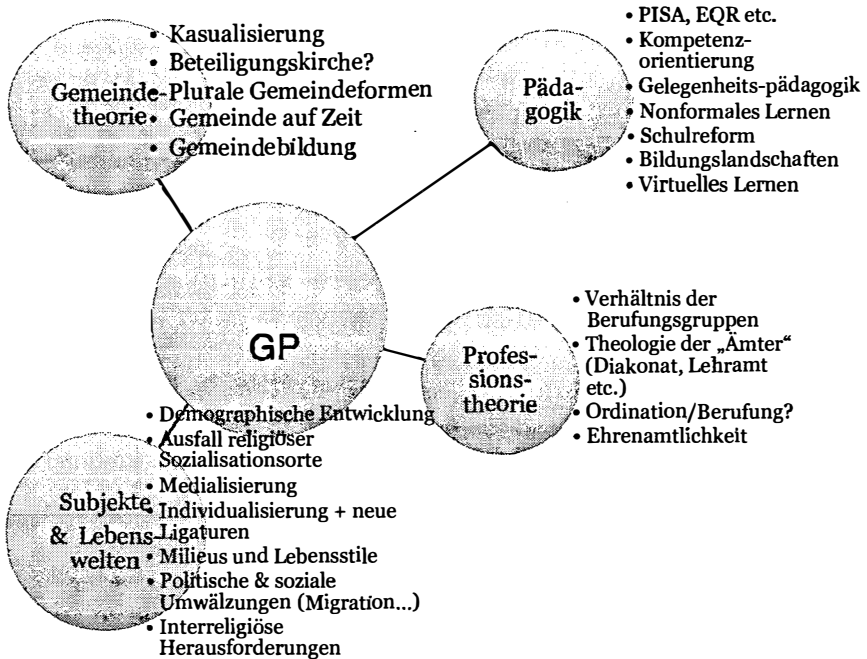 • Kasualisierung
• Beteiligungskirche?
Gemeinde-
theorie
• Plurale Gemeindeformen
• Gemeinde auf Zeit
• Gemeindebildung
Päda-
gogik
• PISA, EQR etc.
• Kompetenz-
orientierung
• Gelegenheits-pädagogik
• Nonformales Lernen
• Schulreform
• Bildungslandschaften
• Virtuelles Lernen
GP
Profes-
sions-
theorie
• Verhältnis der
Berufungsgruppen
• Theologie der „Ämter“
(Diakonat, Lehramt
etc.)
• Ordination/Berufung?
• Ehrenamtlichkeit
Subjekte
& Lebens-
welten
• Demographische Entwicklung
• Ausfall religiöser
Sozialisationsorte
• Medialisierung
• Individualisierung + neue
Ligaturen
• Milieus und Lebensstile
• Politische & soziale
Umwälzungen (Migration...)
• Interreligiöse
Herausforderungen